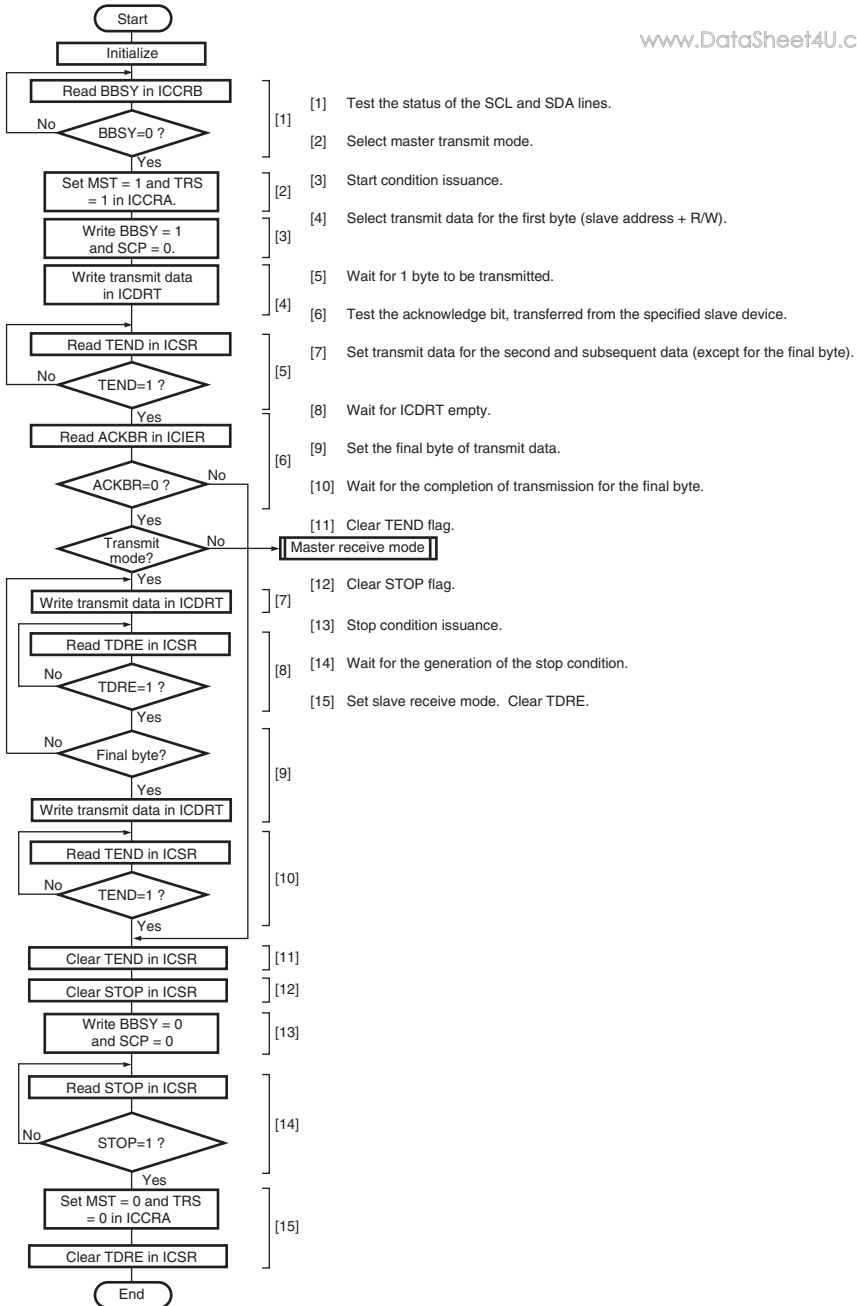 www.DataSheet4U.c
Start
Initialize
Read BBSY in ICCRB
No
BBSY=0 ?
[1]
Yes
Set MST = 1 and TRS
= 1 in ICCRA.
[2]
Write BBSY = 1
and SCP = 0.
[3]
Write transmit data
in ICDRT
[4]
Read TEND in ICSR
No
TEND=1 ?
[5]
Yes
Read ACKBR in ICIER
[6]
ACKBR=0 ?
No
Yes
Transmit
mode?
No
Master receive mode
Yes
Write transmit data in ICDRT
[7]
Read TDRE in ICSR
[8]
No
TDRE=1 ?
Yes
No
Final byte?
[9]
Yes
Write transmit data in ICDRT
Read TEND in ICSR
[10]
No
TEND=1 ?
Yes
Clear TEND in ICSR
[11]
Clear STOP in ICSR
[12]
Write BBSY = 0
and SCP = 0
[13]
Read STOP in ICSR
[14]
No
STOP=1 ?
Yes
Set MST = 0 and TRS
= 0 in ICCRA
[15]
Clear TDRE in ICSR
End
[1] Test the status of the SCL and SDA lines.
[2] Select master transmit mode.
[3] Start condition issuance.
[4] Select transmit data for the first byte (slave address + R/W).
[5] Wait for 1 byte to be transmitted.
[6] Test the acknowledge bit, transferred from the specified slave device.
[7] Set transmit data for the second and subsequent data (except for the final byte).
[8] Wait for ICDRT empty.
[9] Set the final byte of transmit data.
[10] Wait for the completion of transmission for the final byte.
[11] Clear TEND flag.
[12] Clear STOP flag.
[13] Stop condition issuance.
[14] Wait for the generation of the stop condition.
[15] Set slave receive mode. Clear TDRE.